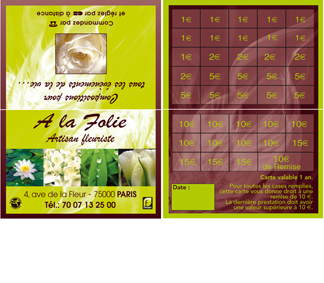 Commandez par ☎
et réglez par CB à distance
Compositions pour
tous les événements de la vie...
A la Folie
Artisan fleuriste
4, ave de la Fleur - 75000 PARIS
Tél.: 70 07 13 25 00
1€ 1€ 1€ 1€ 1€
1€ 1€ 1€ 1€ 1€
1€ 2€ 2€ 2€ 2€
2€ 5€ 5€ 5€ 5€
5€ 5€ 5€ 5€ 5€
10€ 10€ 10€ 10€ 10€
10€ 10€ 10€ 10€ 15€
15€ 15€ 15€ 10€
de Remise
Carte valable 1 an.
Date :
Pour toutes les cases remplies,
cette carte vous donne droit à une
remise de 10 €.
La dernière prestation doit avoir
une valeur supérieure à 10 €.